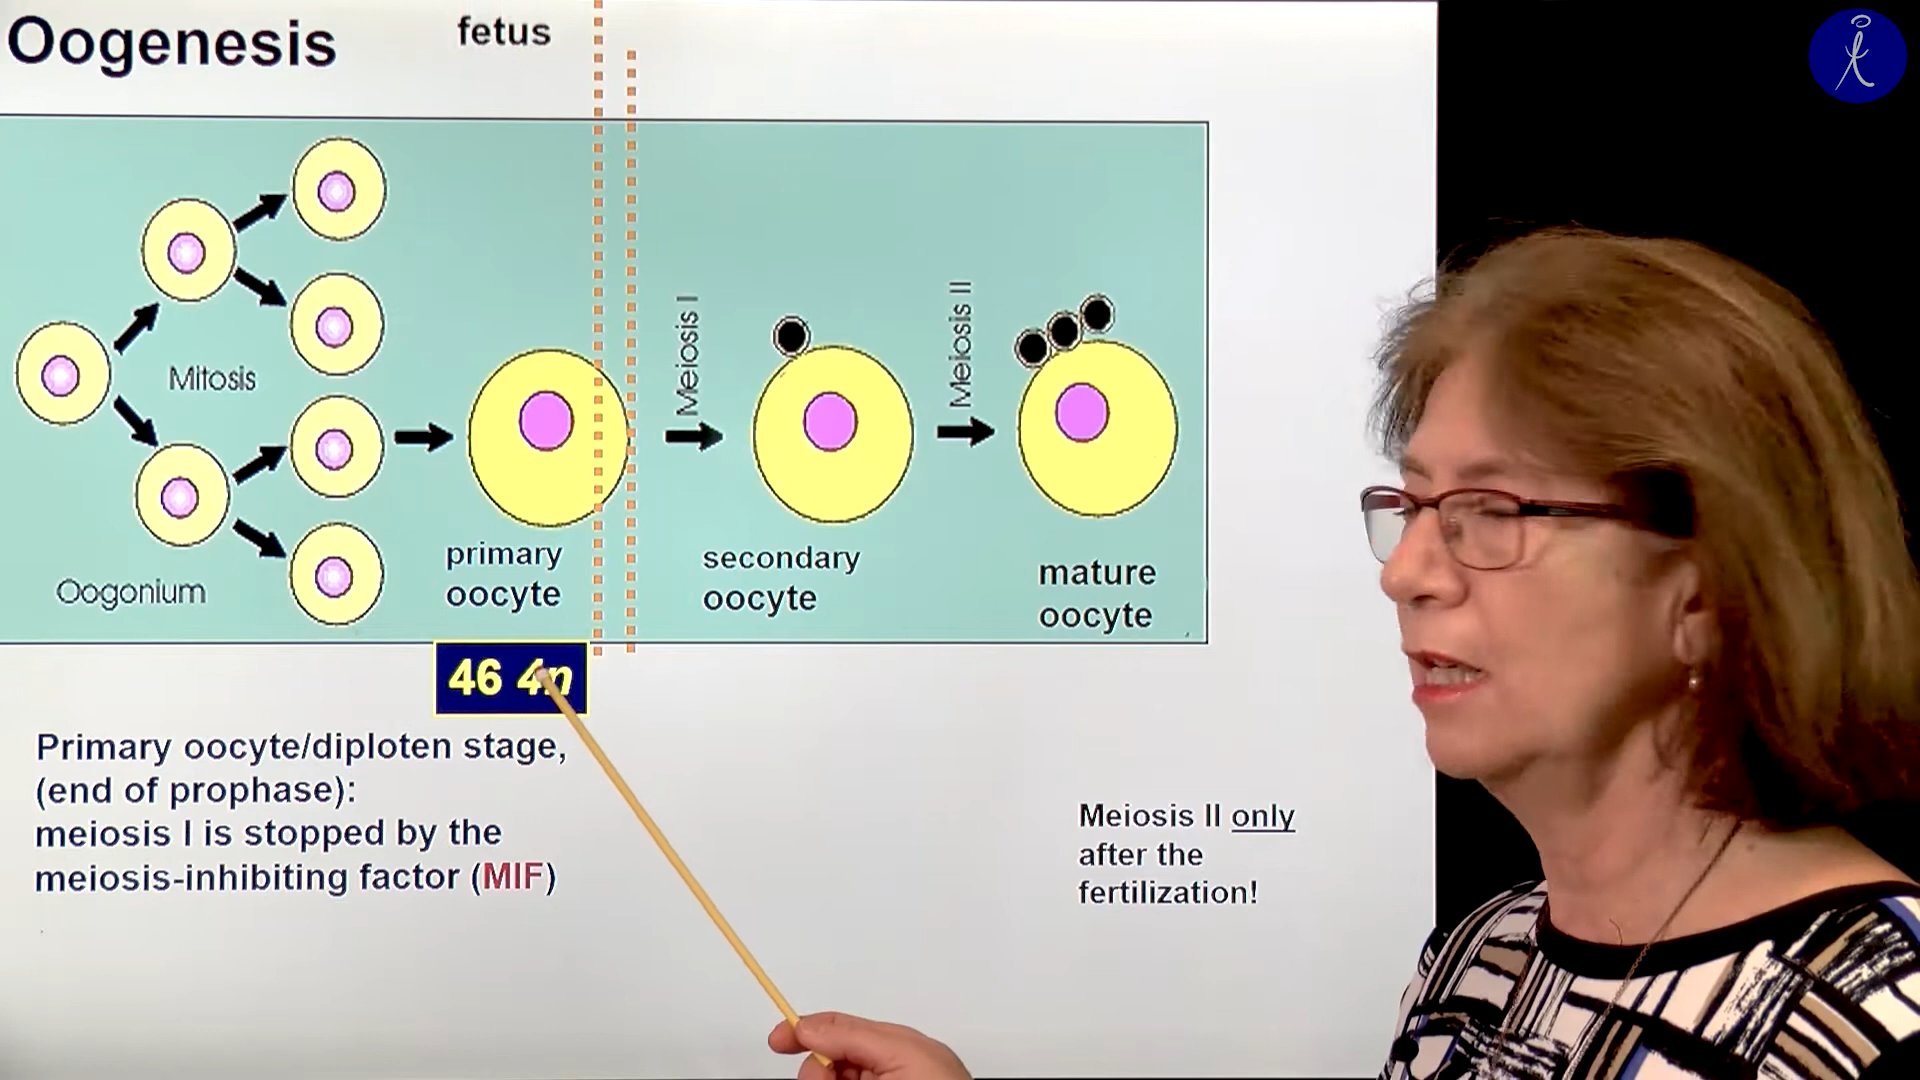 Oogenesis
fetus
Mitosis
Oogonium
primary
oocyte
Meiosis I
secondary
oocyte
Meiosis II
mature
oocyte
46 4n
Primary oocyte/diploten stage,
(end of prophase):
meiosis I is stopped by the
meiosis-inhibiting factor (MIF)
Meiosis II only
after the
fertilization!